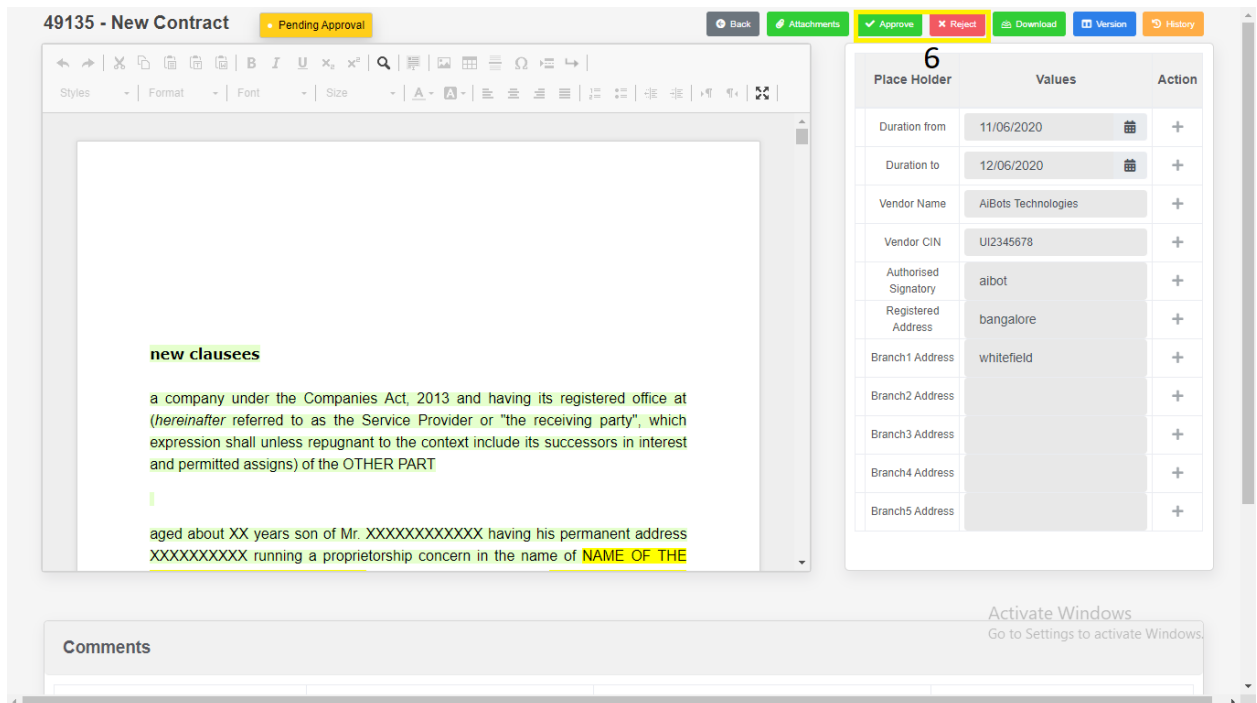 49135 - New Contract
Pending Approval
Back
Attachments
Approve
Reject
Download
Version
History
6
Styles
Format
Font
Size
new clausees
a company under the Companies Act, 2013 and having its registered office at
(hereinafter referred to as the Service Provider or "the receiving party", which
expression shall unless repugnant to the context include its successors in interest
and permitted assigns) of the OTHER PART
aged about XX years son of Mr. XXXXXXXXXXXX having his permanent address
XXXXXXXXXX running a proprietorship concern in the name of NAME OF THE
Place Holder Values Action
Duration from 11/06/2020
Duration to 12/06/2020
Vendor Name AiBots Technologies
Vendor CIN UI2345678
Authorised
Signatory aibot
Registered
Address bangalore
Branch1 Address whitefield
Branch2 Address
Branch3 Address
Branch4 Address
Branch5 Address
Activate Windows
Go to Settings to activate Windows.
Comments